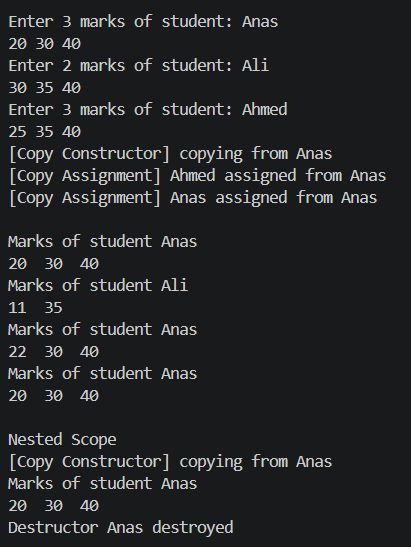 Enter 3 marks of student: Anas
20 30 40
Enter 2 marks of student: Ali
30 35 40
Enter 3 marks of student: Ahmed
25 35 40
[Copy Constructor] copying from Anas
[Copy Assignment] Ahmed assigned from Anas
[Copy Assignment] Anas assigned from Anas
Marks of student Anas
20  30  40
Marks of student Ali
11  35
Marks of student Anas
22  30  40
Marks of student Anas
20  30  40
Nested Scope
[Copy Constructor] copying from Anas
Marks of student Anas
20  30  40
Destructor Anas destroyed